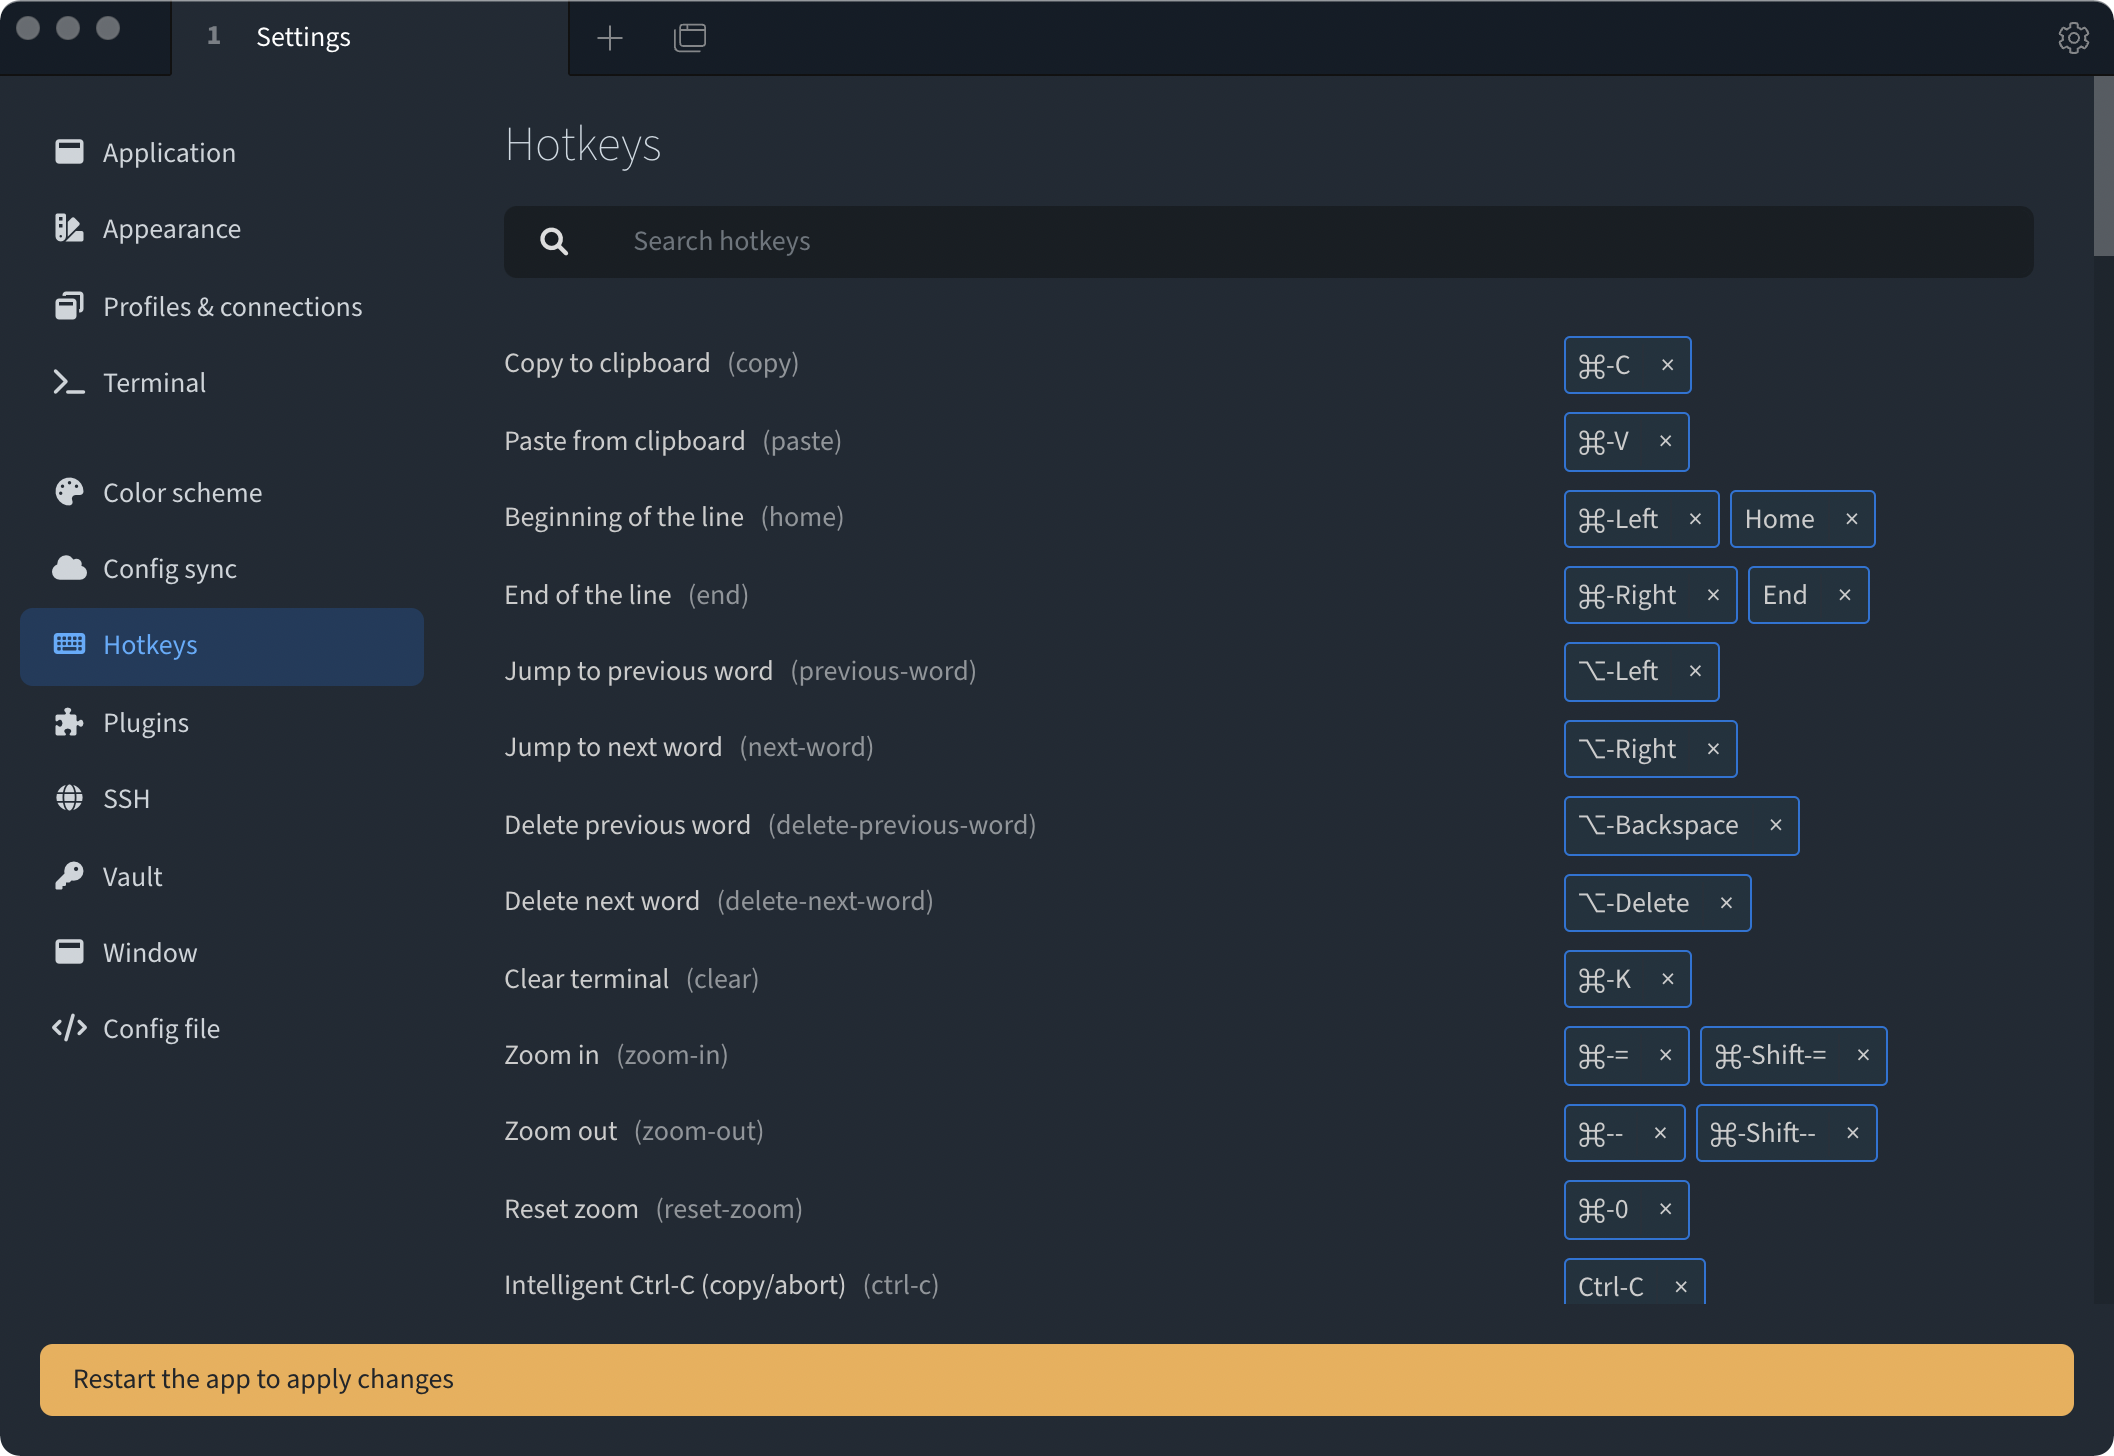 1 Settings
Application
Appearance
Profiles & connections
Terminal
Color scheme
Config sync
Hotkeys
Plugins
SSH
Vault
Window
Config file
Hotkeys
Search hotkeys
Copy to clipboard (copy) ⌘-C × 
Paste from clipboard (paste) ⌘-V ×
Beginning of the line (home) ⌘-Left × Home ×
End of the line (end) ⌘-Right × End ×
Jump to previous word (previous-word) ⌥-Left ×
Jump to next word (next-word) ⌥-Right ×
Delete previous word (delete-previous-word) ⌥-Backspace ×
Delete next word (delete-next-word) ⌥-Delete ×
Clear terminal (clear) ⌘-K ×
Zoom in (zoom-in) ⌘-= × ⌘-Shift-= ×
Zoom out (zoom-out) ⌘-- × ⌘-Shift-- ×
Reset zoom (reset-zoom) ⌘-0 ×
Intelligent Ctrl-C (copy/abort) (ctrl-c) Ctrl-C ×
Restart the app to apply changes